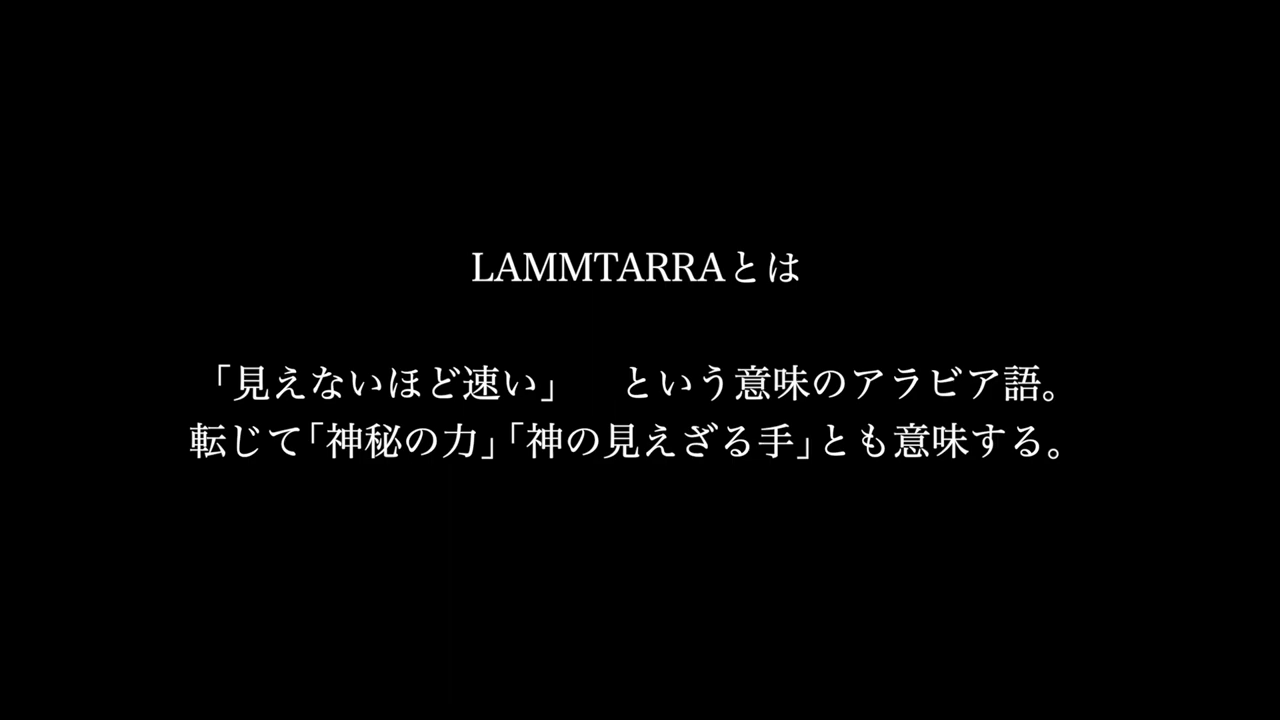 LAMMTARRAとは
「見えないほど速い」　という意味のアラビア語。
転じて「神秘の力」「神の見えざる手」とも意味する。